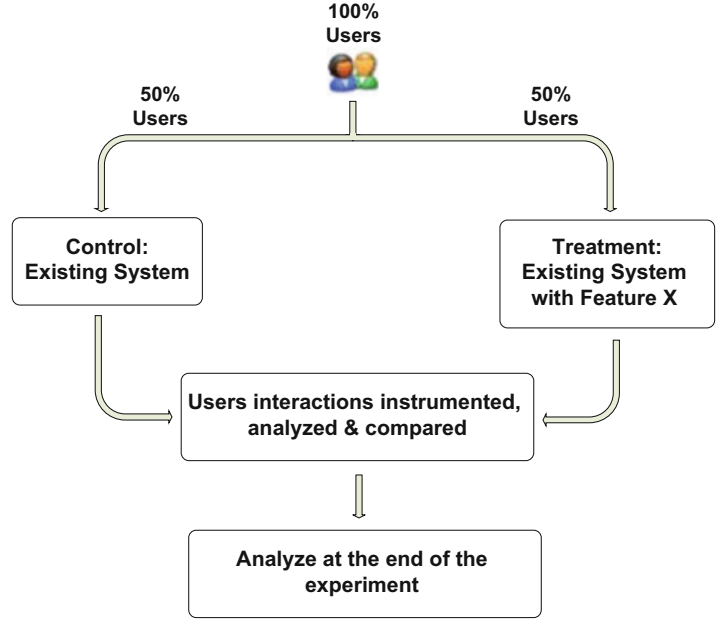 100%
Users
50%
Users
50%
Users
Control:
Existing System
Treatment:
Existing System
with Feature X
Users interactions instrumented,
analyzed & compared
Analyze at the end of the
experiment